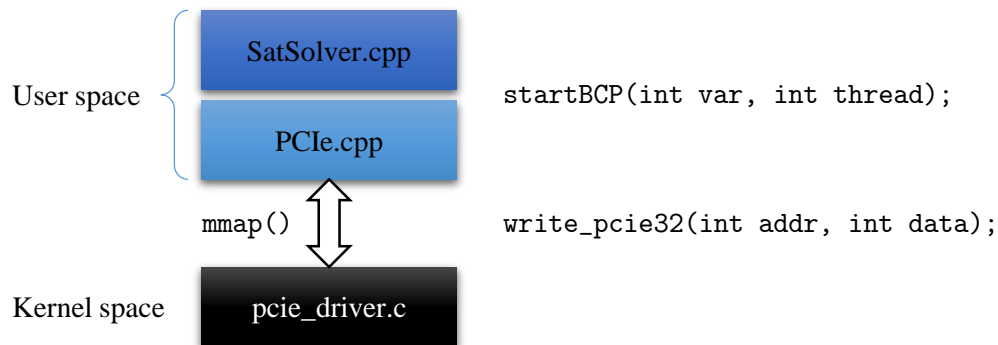 SatSolver.cpp
User space
startBCP(int var, int thread);
PCIe.cpp
mmap()
write_pcie32(int addr, int data);
Kernel space
pcie_driver.c